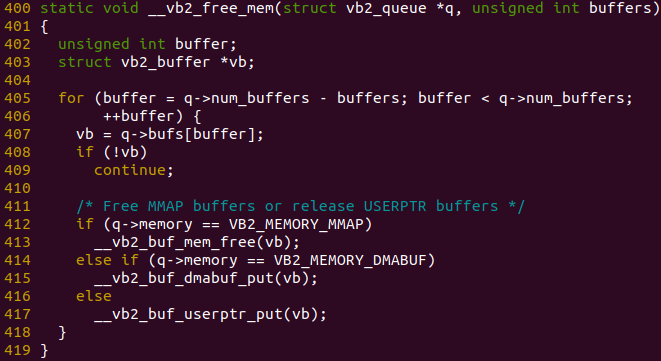 400 static void __vb2_free_mem(struct vb2_queue *q, unsigned int buffers)
401 {
402   unsigned int buffer;
403   struct vb2_buffer *vb;
404
405   for (buffer = q->num_buffers - buffers; buffer < q->num_buffers;
406        ++buffer) {
407     vb = q->bufs[buffer];
408     if (!vb)
409       continue;
410
411     /* Free MMAP buffers or release USERPTR buffers */
412     if (q->memory == VB2_MEMORY_MMAP)
413       __vb2_buf_mem_free(vb);
414     else if (q->memory == VB2_MEMORY_DMABUF)
415       __vb2_buf_dmabuf_put(vb);
416     else
417       __vb2_buf_userptr_put(vb);
418   }
419 }